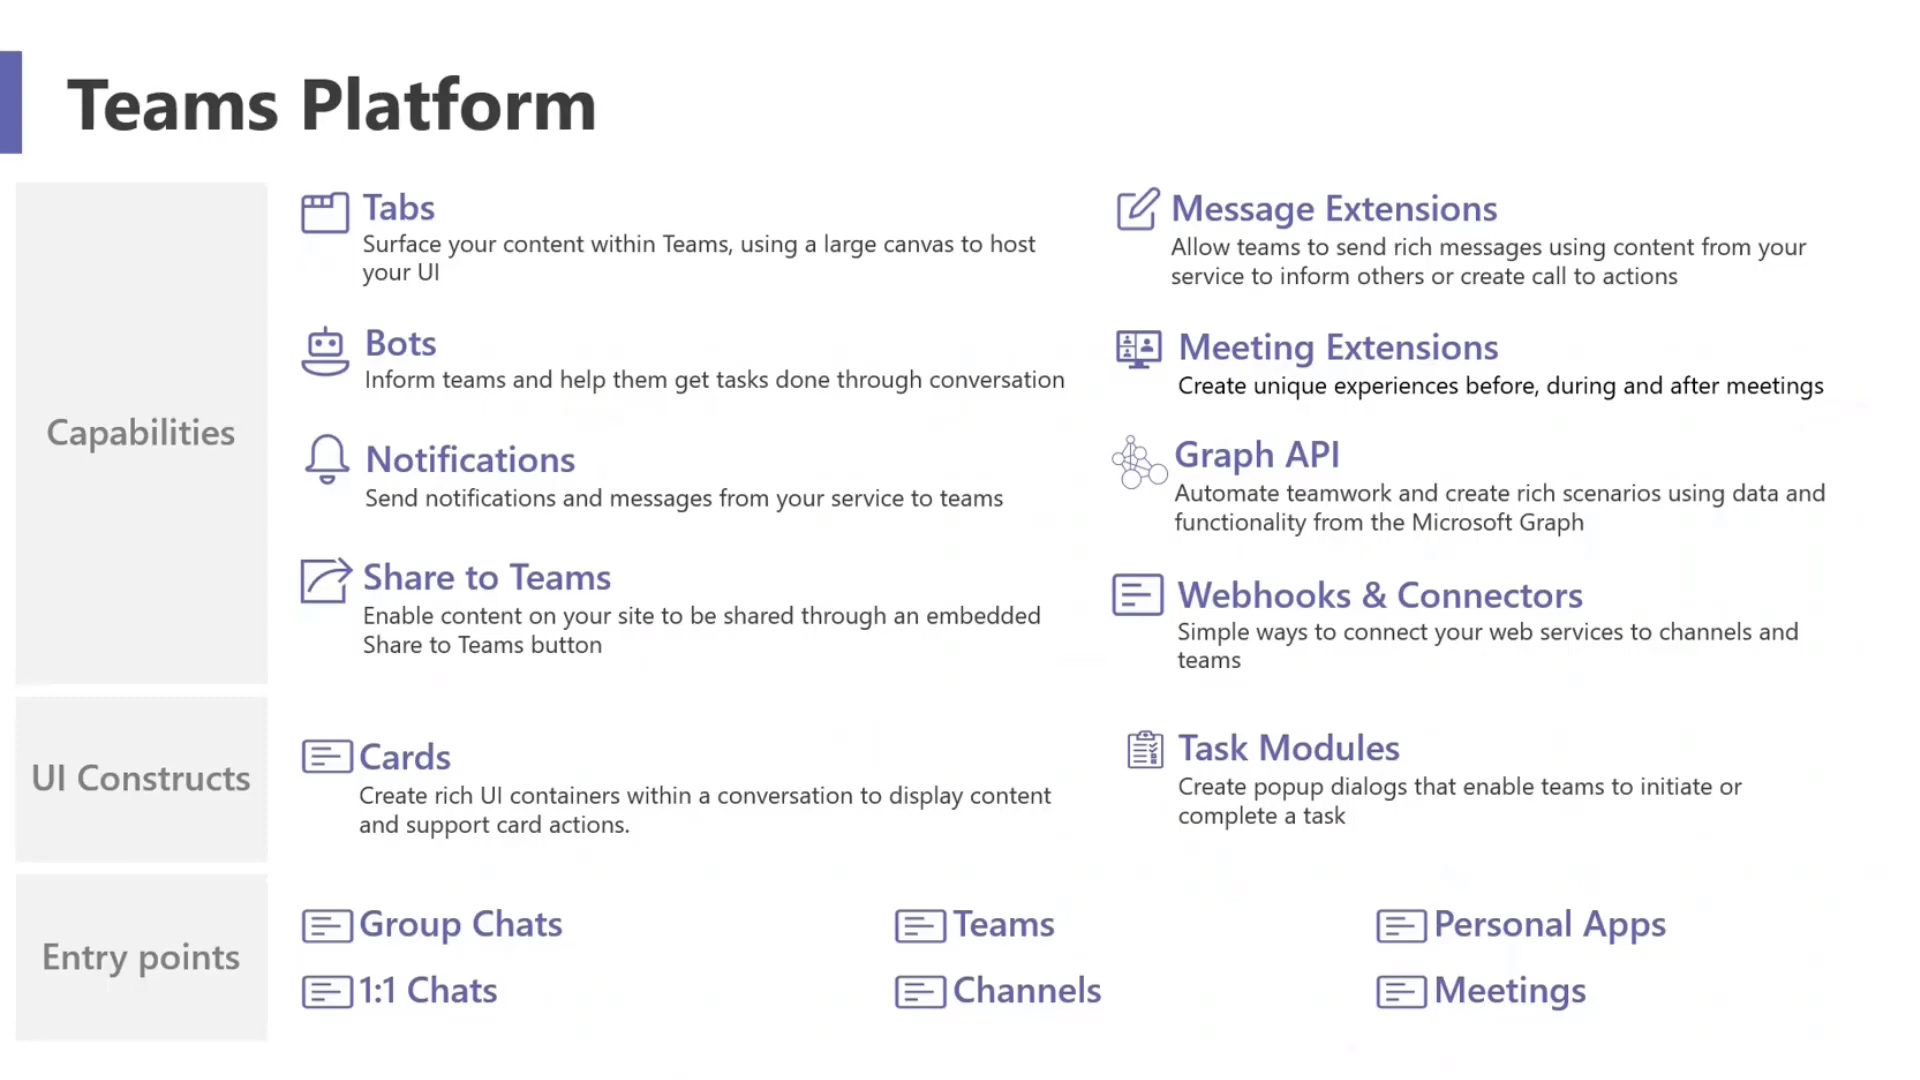 Teams Platform
Capabilities
Tabs
Surface your content within Teams, using a large canvas to host
your UI
Bots
Inform teams and help them get tasks done through conversation
Notifications
Send notifications and messages from your service to teams
Share to Teams
Enable content on your site to be shared through an embedded
Share to Teams button
Message Extensions
Allow teams to send rich messages using content from your
service to inform others or create call to actions
Meeting Extensions
Create unique experiences before, during and after meetings
Graph API
Automate teamwork and create rich scenarios using data and
functionality from the Microsoft Graph
Webhooks & Connectors
Simple ways to connect your web services to channels and
teams
UI Constructs
Cards
Create rich UI containers within a conversation to display content
and support card actions.
Task Modules
Create popup dialogs that enable teams to initiate or
complete a task
Entry points
Group Chats
Teams
Personal Apps
1:1 Chats
Channels
Meetings